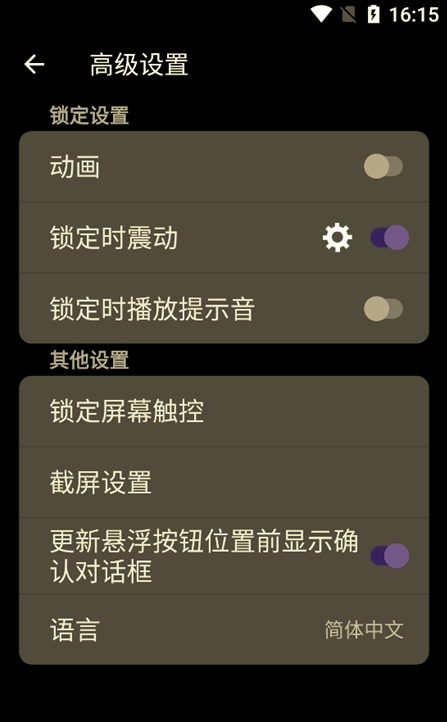 16:15
高级设置
锁定设置
动画
锁定时震动
锁定时播放提示音
其他设置
锁定屏幕触控
截屏设置
更新悬浮按钮位置前显示确
认对话框
语言 简体中文